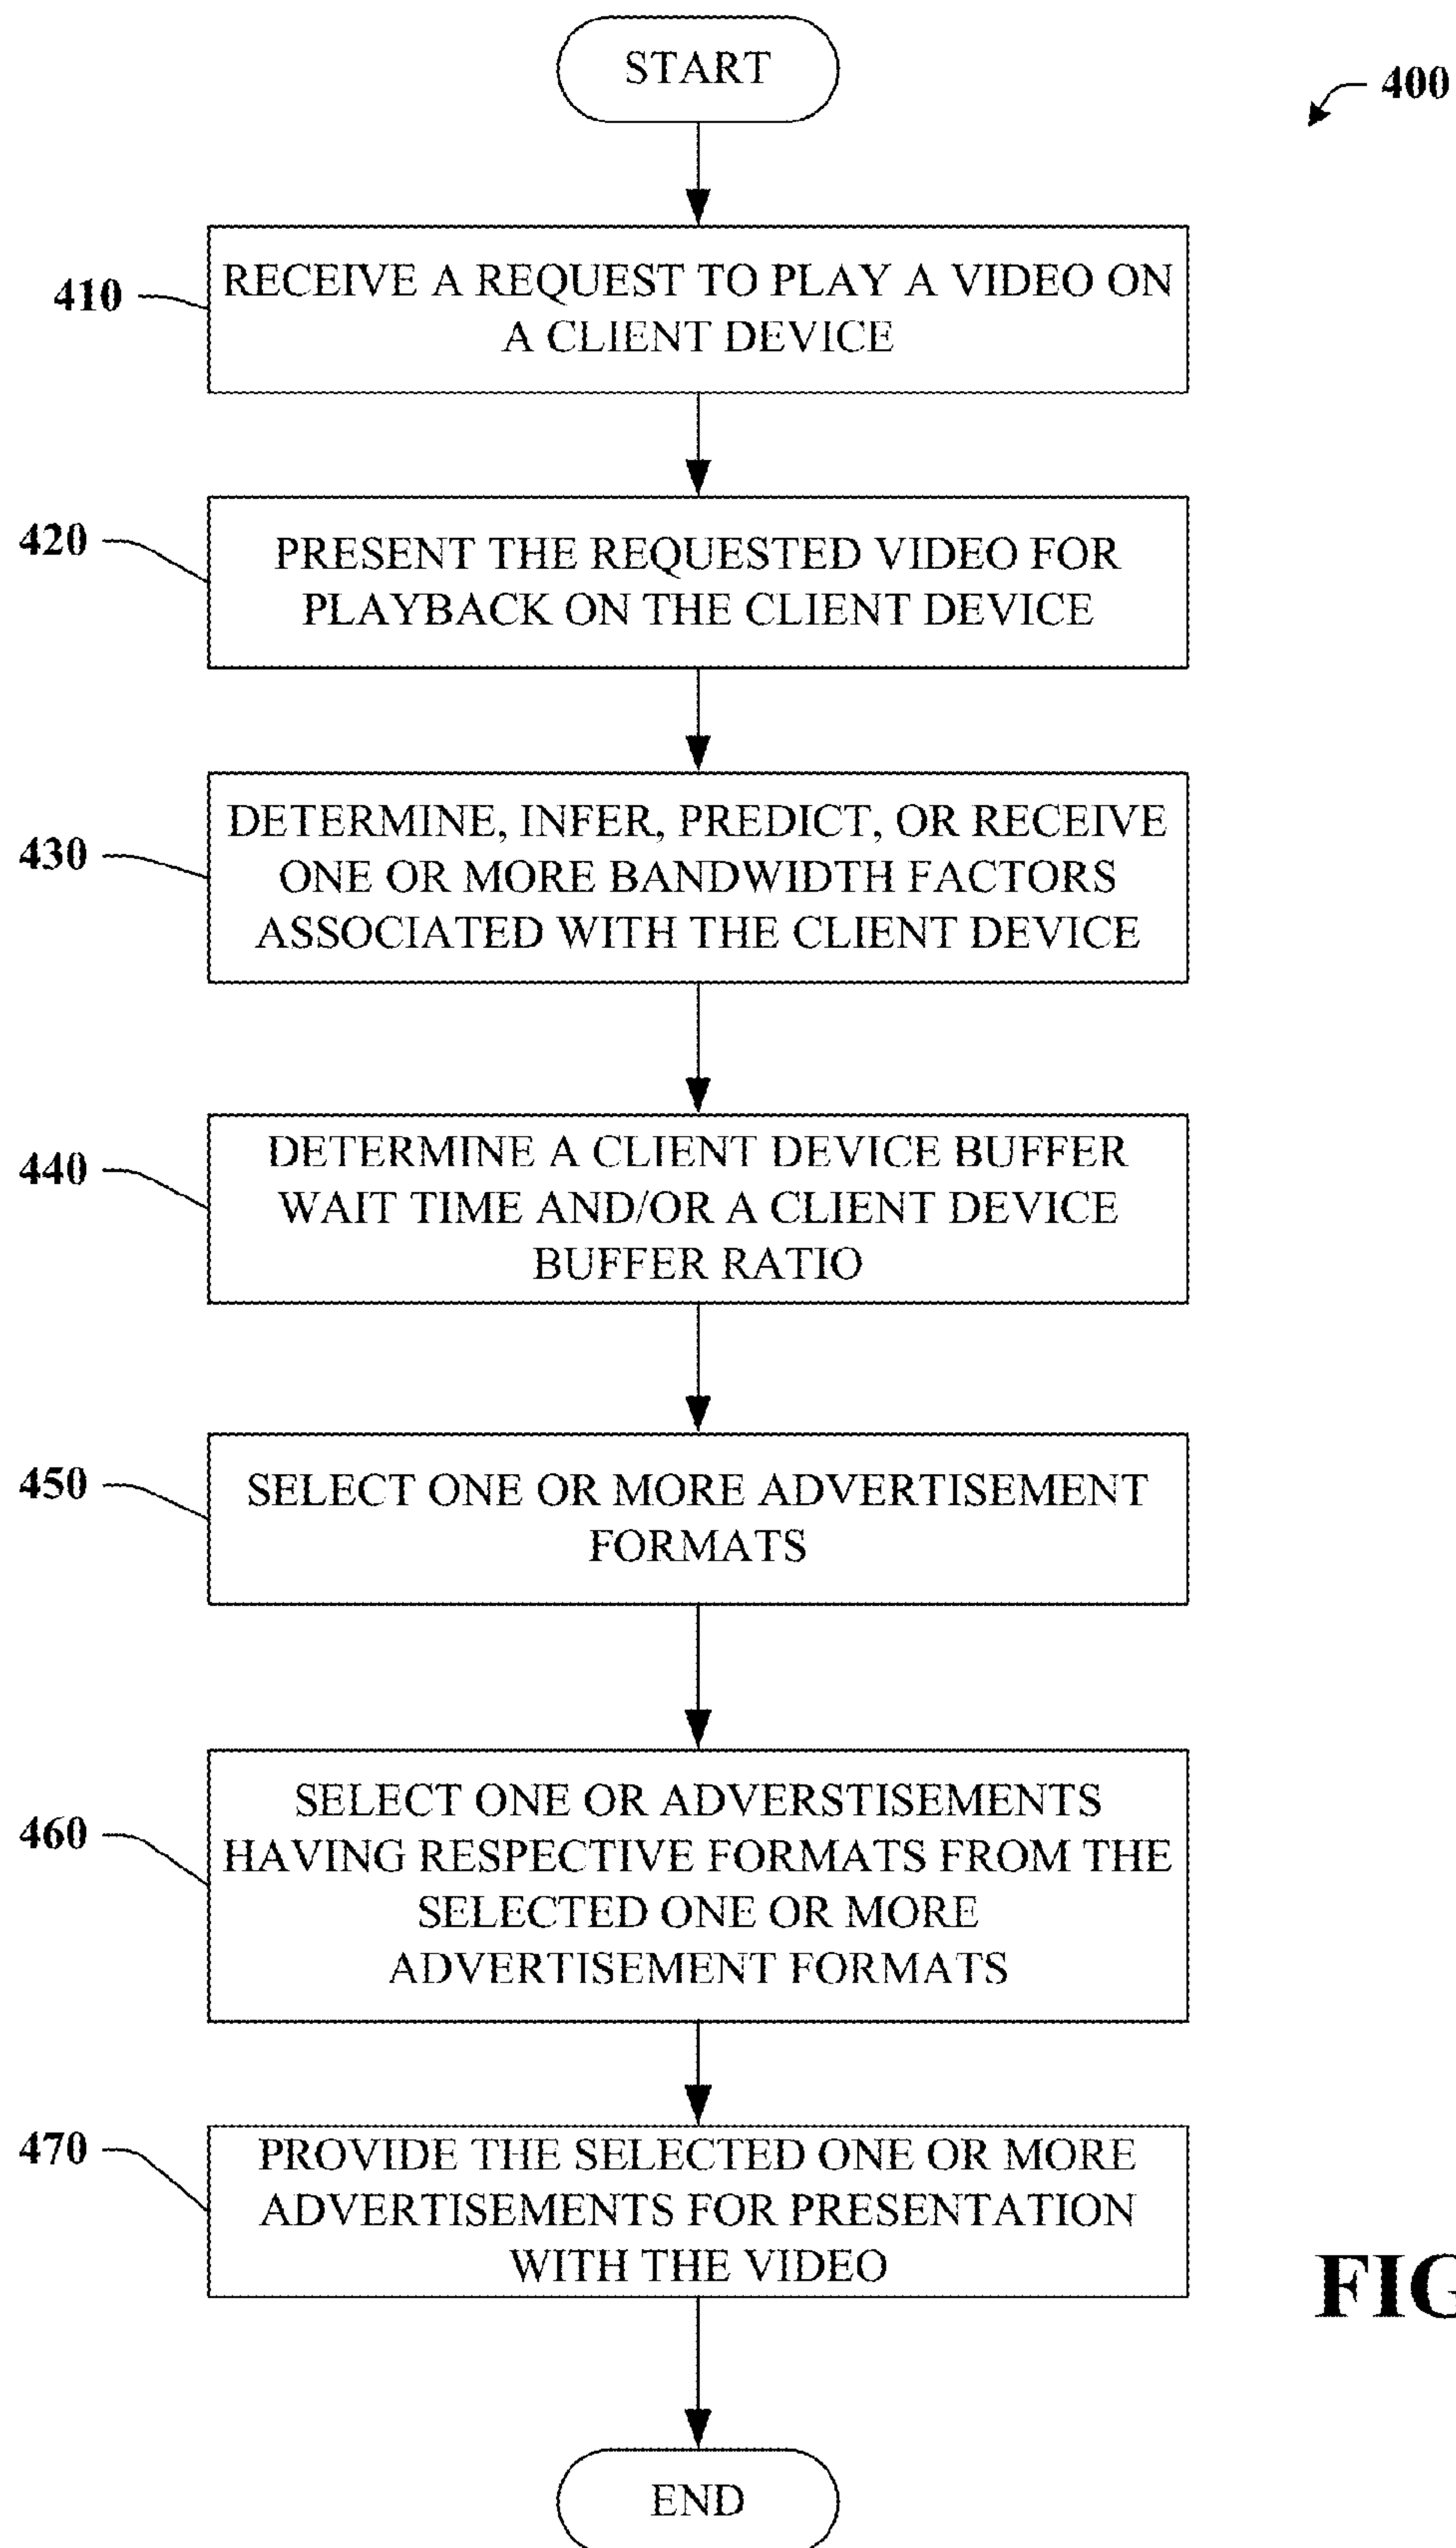 START
400
410
RECEIVE A REQUEST TO PLAY A VIDEO ON
A CLIENT DEVICE
420
PRESENT THE REQUESTED VIDEO FOR
PLAYBACK ON THE CLIENT DEVICE
430
DETERMINE, INFER, PREDICT, OR RECEIVE
ONE OR MORE BANDWIDTH FACTORS
ASSOCIATED WITH THE CLIENT DEVICE
440
DETERMINE A CLIENT DEVICE BUFFER
WAIT TIME AND/OR A CLIENT DEVICE
BUFFER RATIO
450
SELECT ONE OR MORE ADVERTISEMENT
FORMATS
460
SELECT ONE OR ADVERSTISEMENTS
HAVING RESPECTIVE FORMATS FROM THE
SELECTED ONE OR MORE
ADVERTISEMENT FORMATS
470
PROVIDE THE SELECTED ONE OR MORE
ADVERTISEMENTS FOR PRESENTATION
WITH THE VIDEO
FIG
END